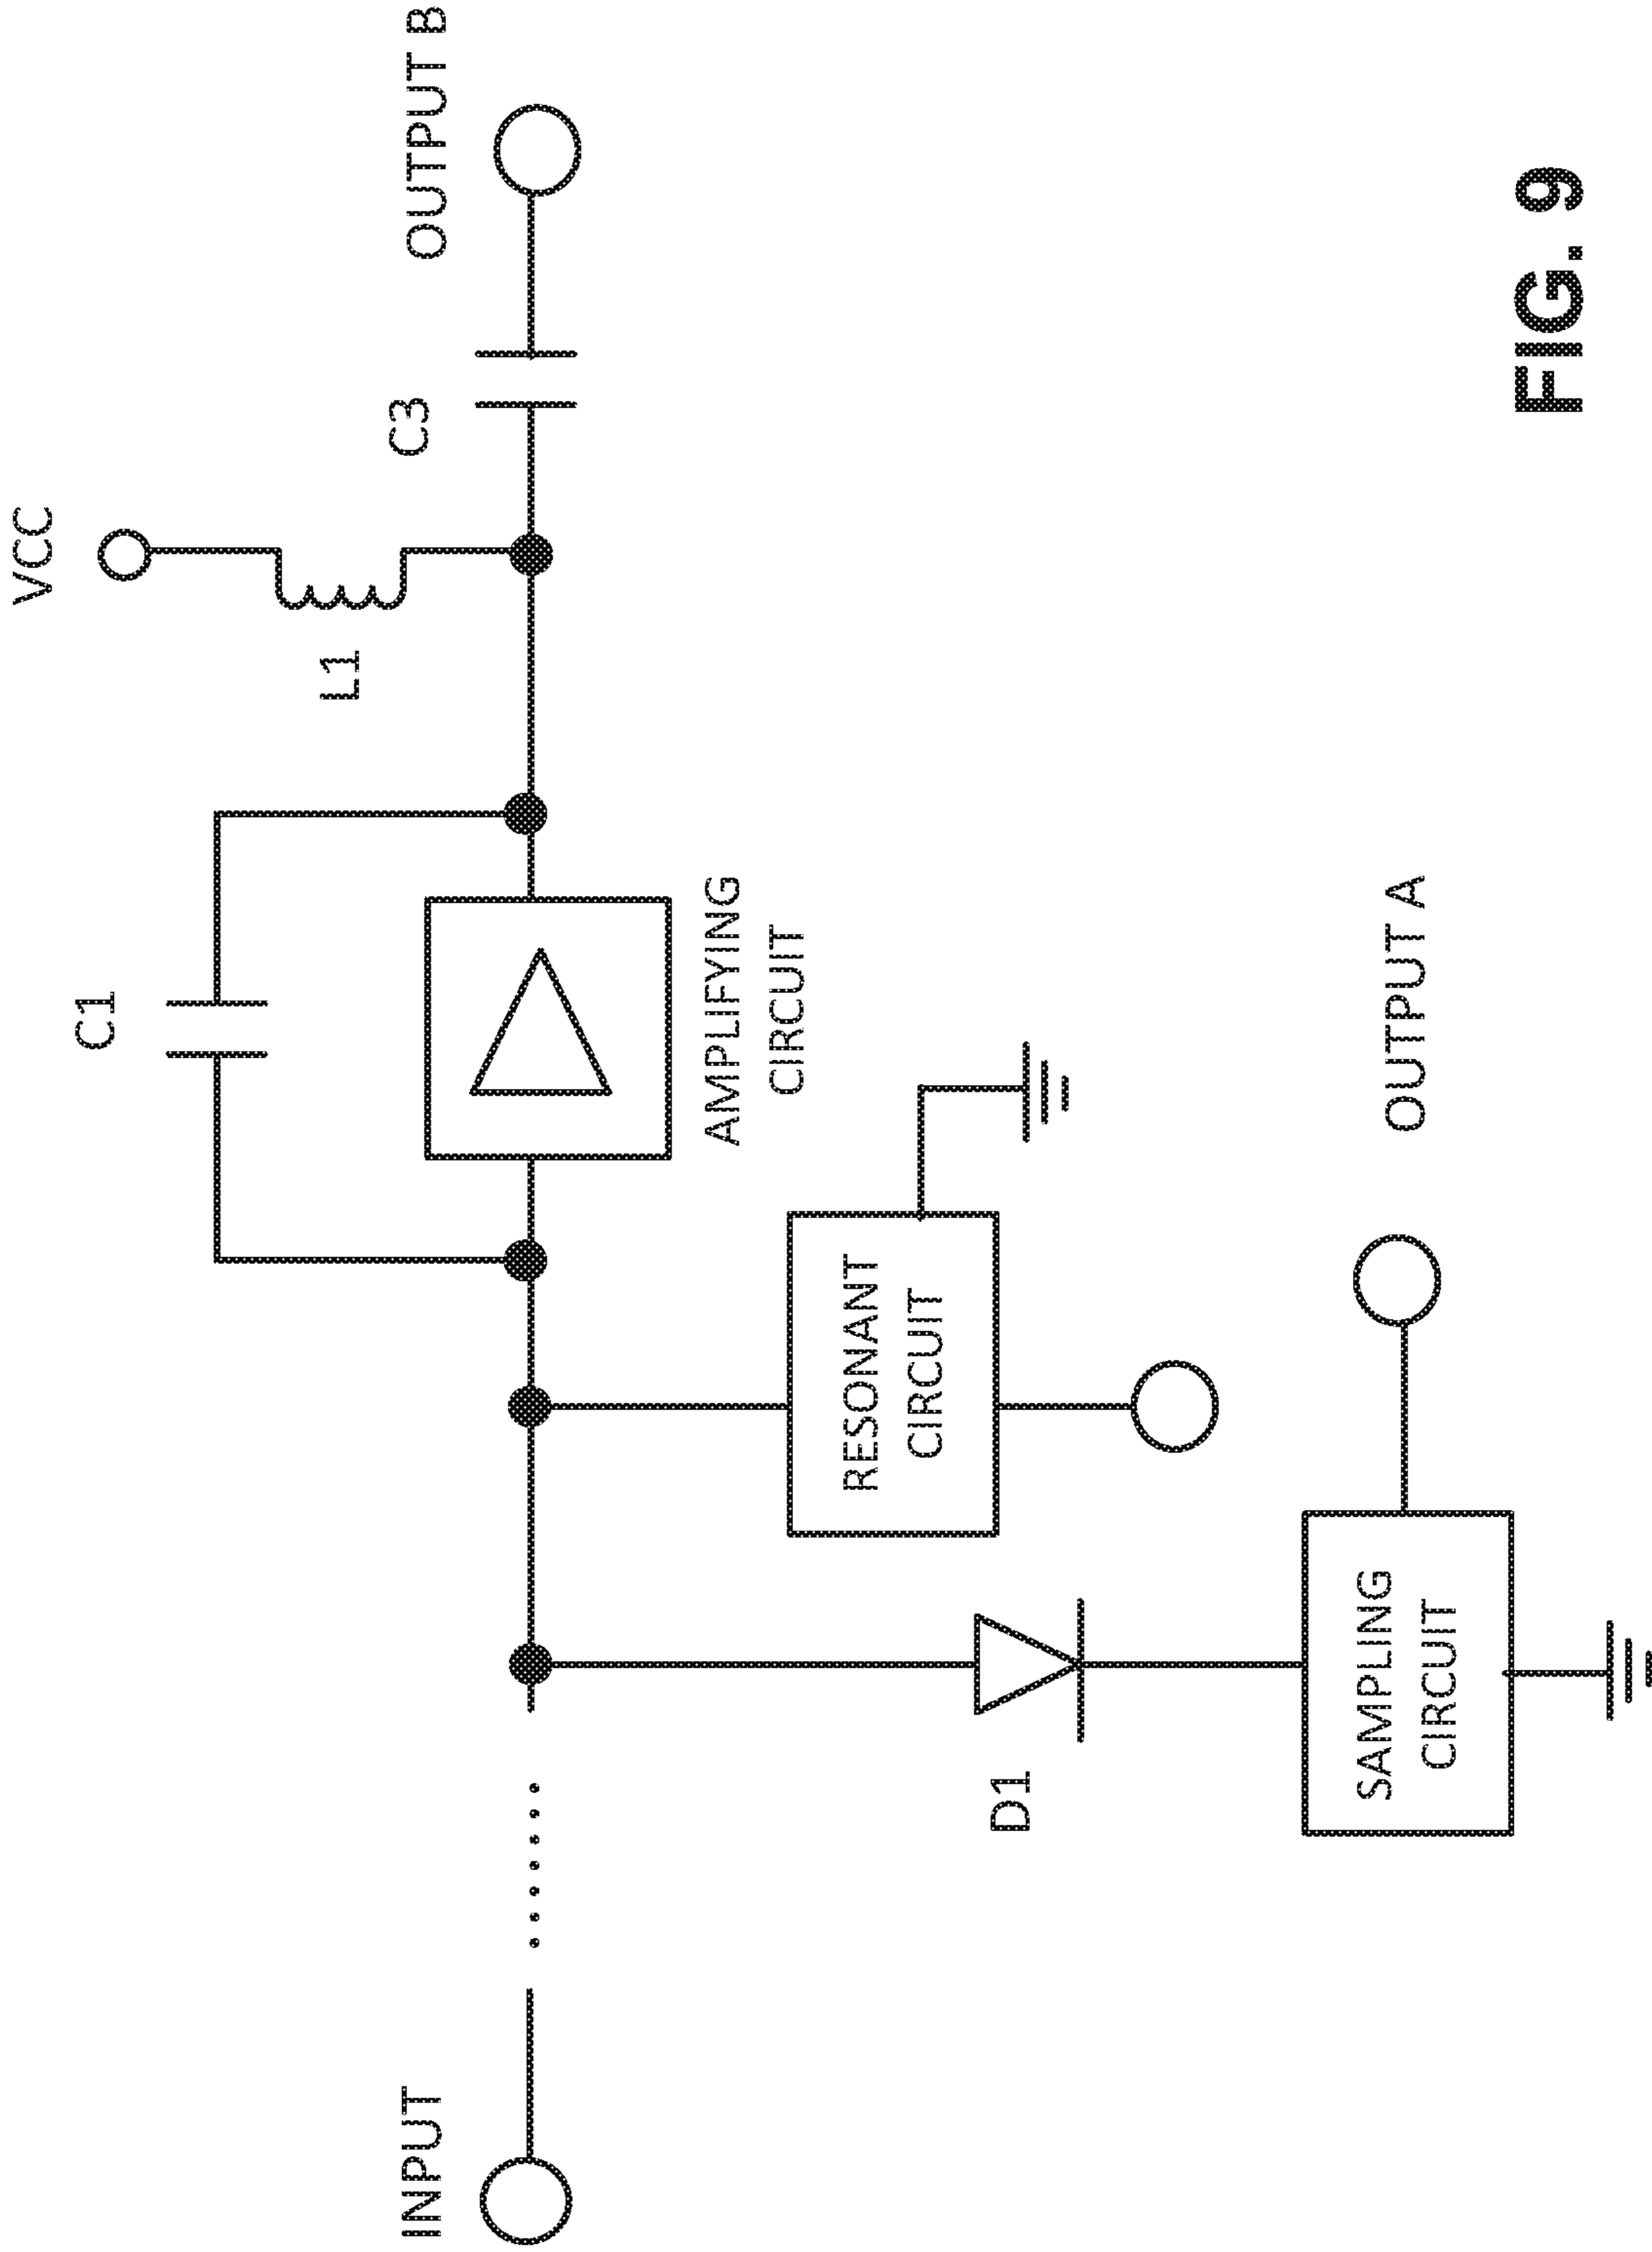 VCC
C1
L1
C3
INPUT
OUTPUT B
AMPLIFYING
CIRCUIT
RESONANT
CIRCUIT
D1
SAMPLING
CIRCUIT
OUTPUT A
FIG. 9